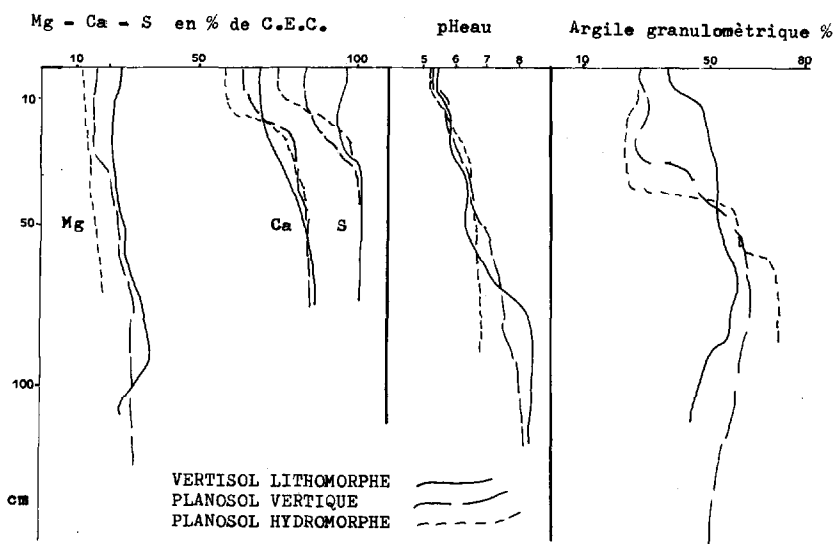 Mg - Ca - S en % de C.E.C.
pHeau
Argile granulomètrique %
10 50 100
5 6 7 8
10 50 80
10
50
100
cm
Mg
Ca
S
VERTISOL LITHOMORPHE
PLANOSOL VERTIQUE
PLANOSOL HYDROMORPHE